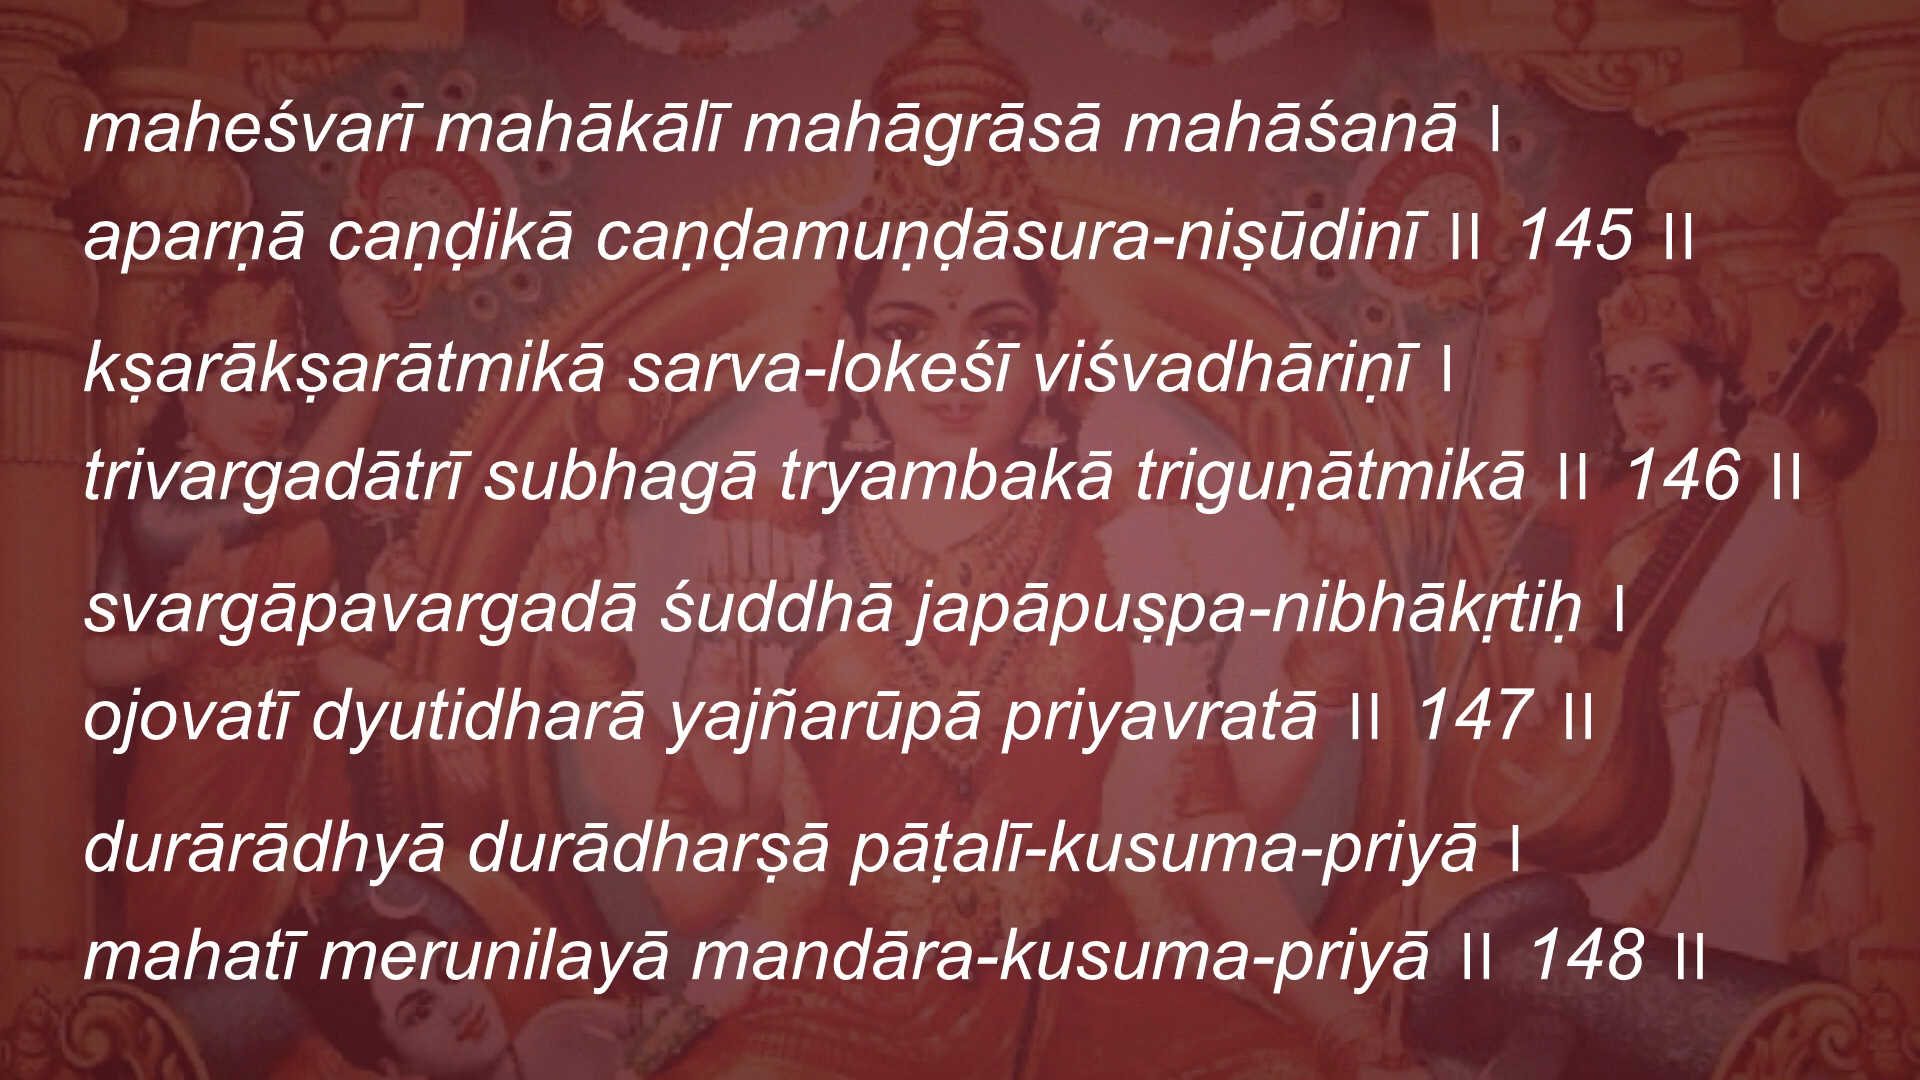 maheśvarī mahākālī mahāgrāsā mahāśanā ।
aparṇā caṇḍikā caṇḍamuṇḍāsura-niṣūdinī ॥ 145 ॥
kṣarākṣarātmikā sarva-lokeśī viśvadhāriṇī ।
trivargadātrī subhagā tryambakā triguṇātmikā ॥ 146 ॥
svargāpavargadā śuddhā japāpuṣpa-nibhākṛtiḥ ।
ojovatī dyutidharā yajñarūpā priyavratā ॥ 147 ॥
durārādhyā durādharṣā pāṭalī-kusuma-priyā ।
mahatī merunilayā mandāra-kusuma-priyā ॥ 148 ॥